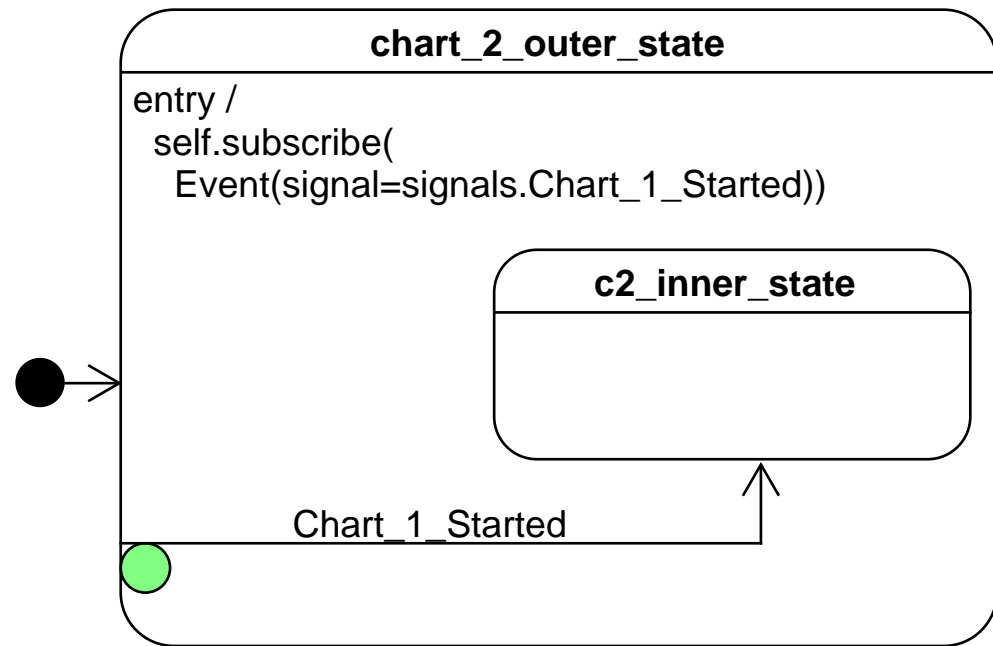 chart_2_outer_state
entry /
self.subscribe(
Event(signal=signals.Chart_1_Started))
c2_inner_state
Chart_1_Started